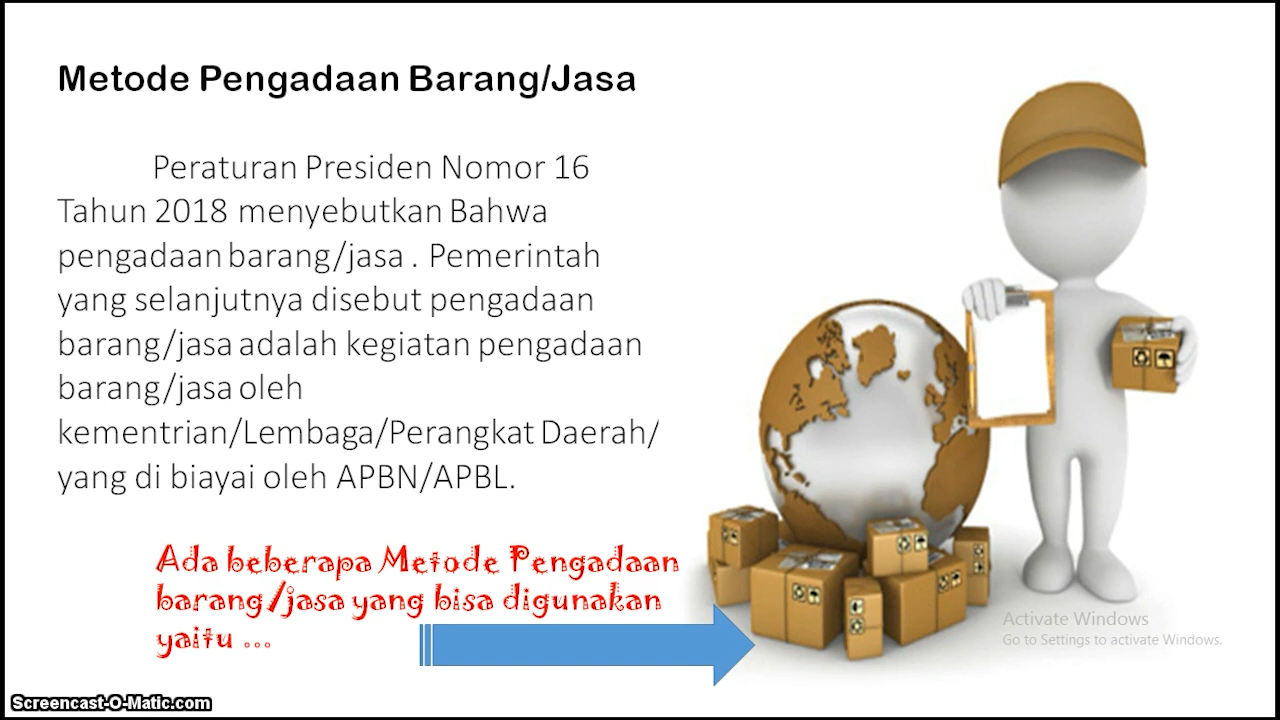 Metode Pengadaan Barang/Jasa
Peraturan Presiden Nomor 16
Tahun 2018 menyebutkan Bahwa
pengadaan barang/jasa . Pemerintah
yang selanjutnya disebut pengadaan
barang/jasa adalah kegiatan pengadaan
barang/jasa oleh
kementrian/Lembaga/Perangkat Daerah/
yang di biayai oleh APBN/APBL.
Ada beberapa Metode Pengadaan
barang/jasa yang bisa digunakan
yaitu ...
Activate Windows
Go to Settings to activate Windows.
Screencast-O-Matic.com